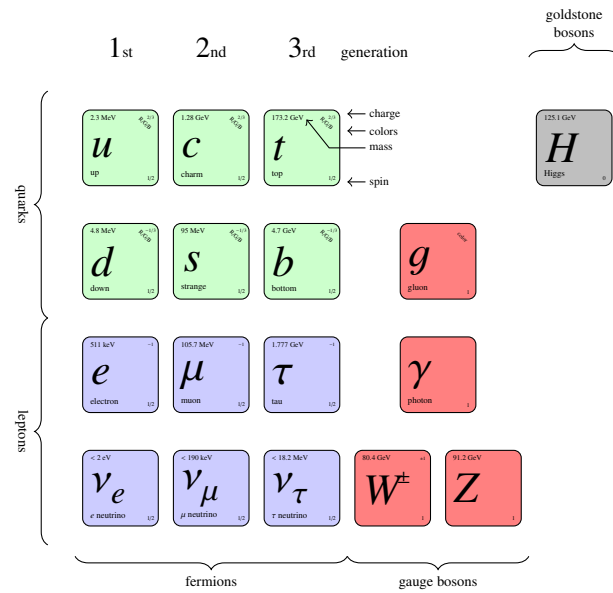 goldstone
bosons
1st 2nd 3rd generation
2.3 MeV 2/3 R/G/B u up 1/2
1.28 GeV 2/3 R/G/B c charm 1/2
173.2 GeV 2/3 R/G/B t top 1/2
charge
colors
mass
spin
125.1 GeV H Higgs 0
quarks
4.8 MeV −1/3 R/G/B d down 1/2
95 MeV −1/3 R/G/B s strange 1/2
4.7 GeV −1/3 R/G/B b bottom 1/2
color g gluon 1
leptons
511 keV −1 e electron 1/2
105.7 MeV −1 μ muon 1/2
1.777 GeV −1 τ tau 1/2
γ photon 1
< 2 eV νe e neutrino 1/2
< 190 keV νμ μ neutrino 1/2
< 18.2 MeV ντ τ neutrino 1/2
80.4 GeV ±1 W± 1
91.2 GeV Z 1
fermions
gauge bosons